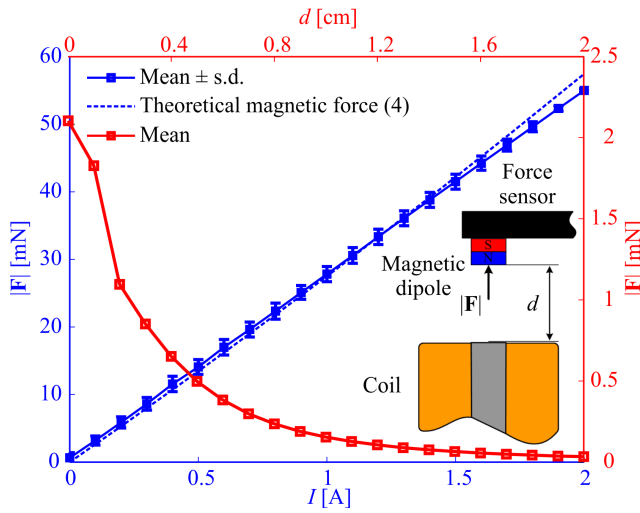 d [cm]
0 0.4 0.8 1.2 1.6 2
60 2.5
50 2
40 1.5
30 1
20 0.5
10 0
0
|F| [mN]
|F| [mN]
Mean ± s.d.
Theoretical magnetic force (4)
Mean
Force
sensor
S
N
Magnetic
dipole
|F|
d
Coil
0 0.5 1 1.5 2
I [A]